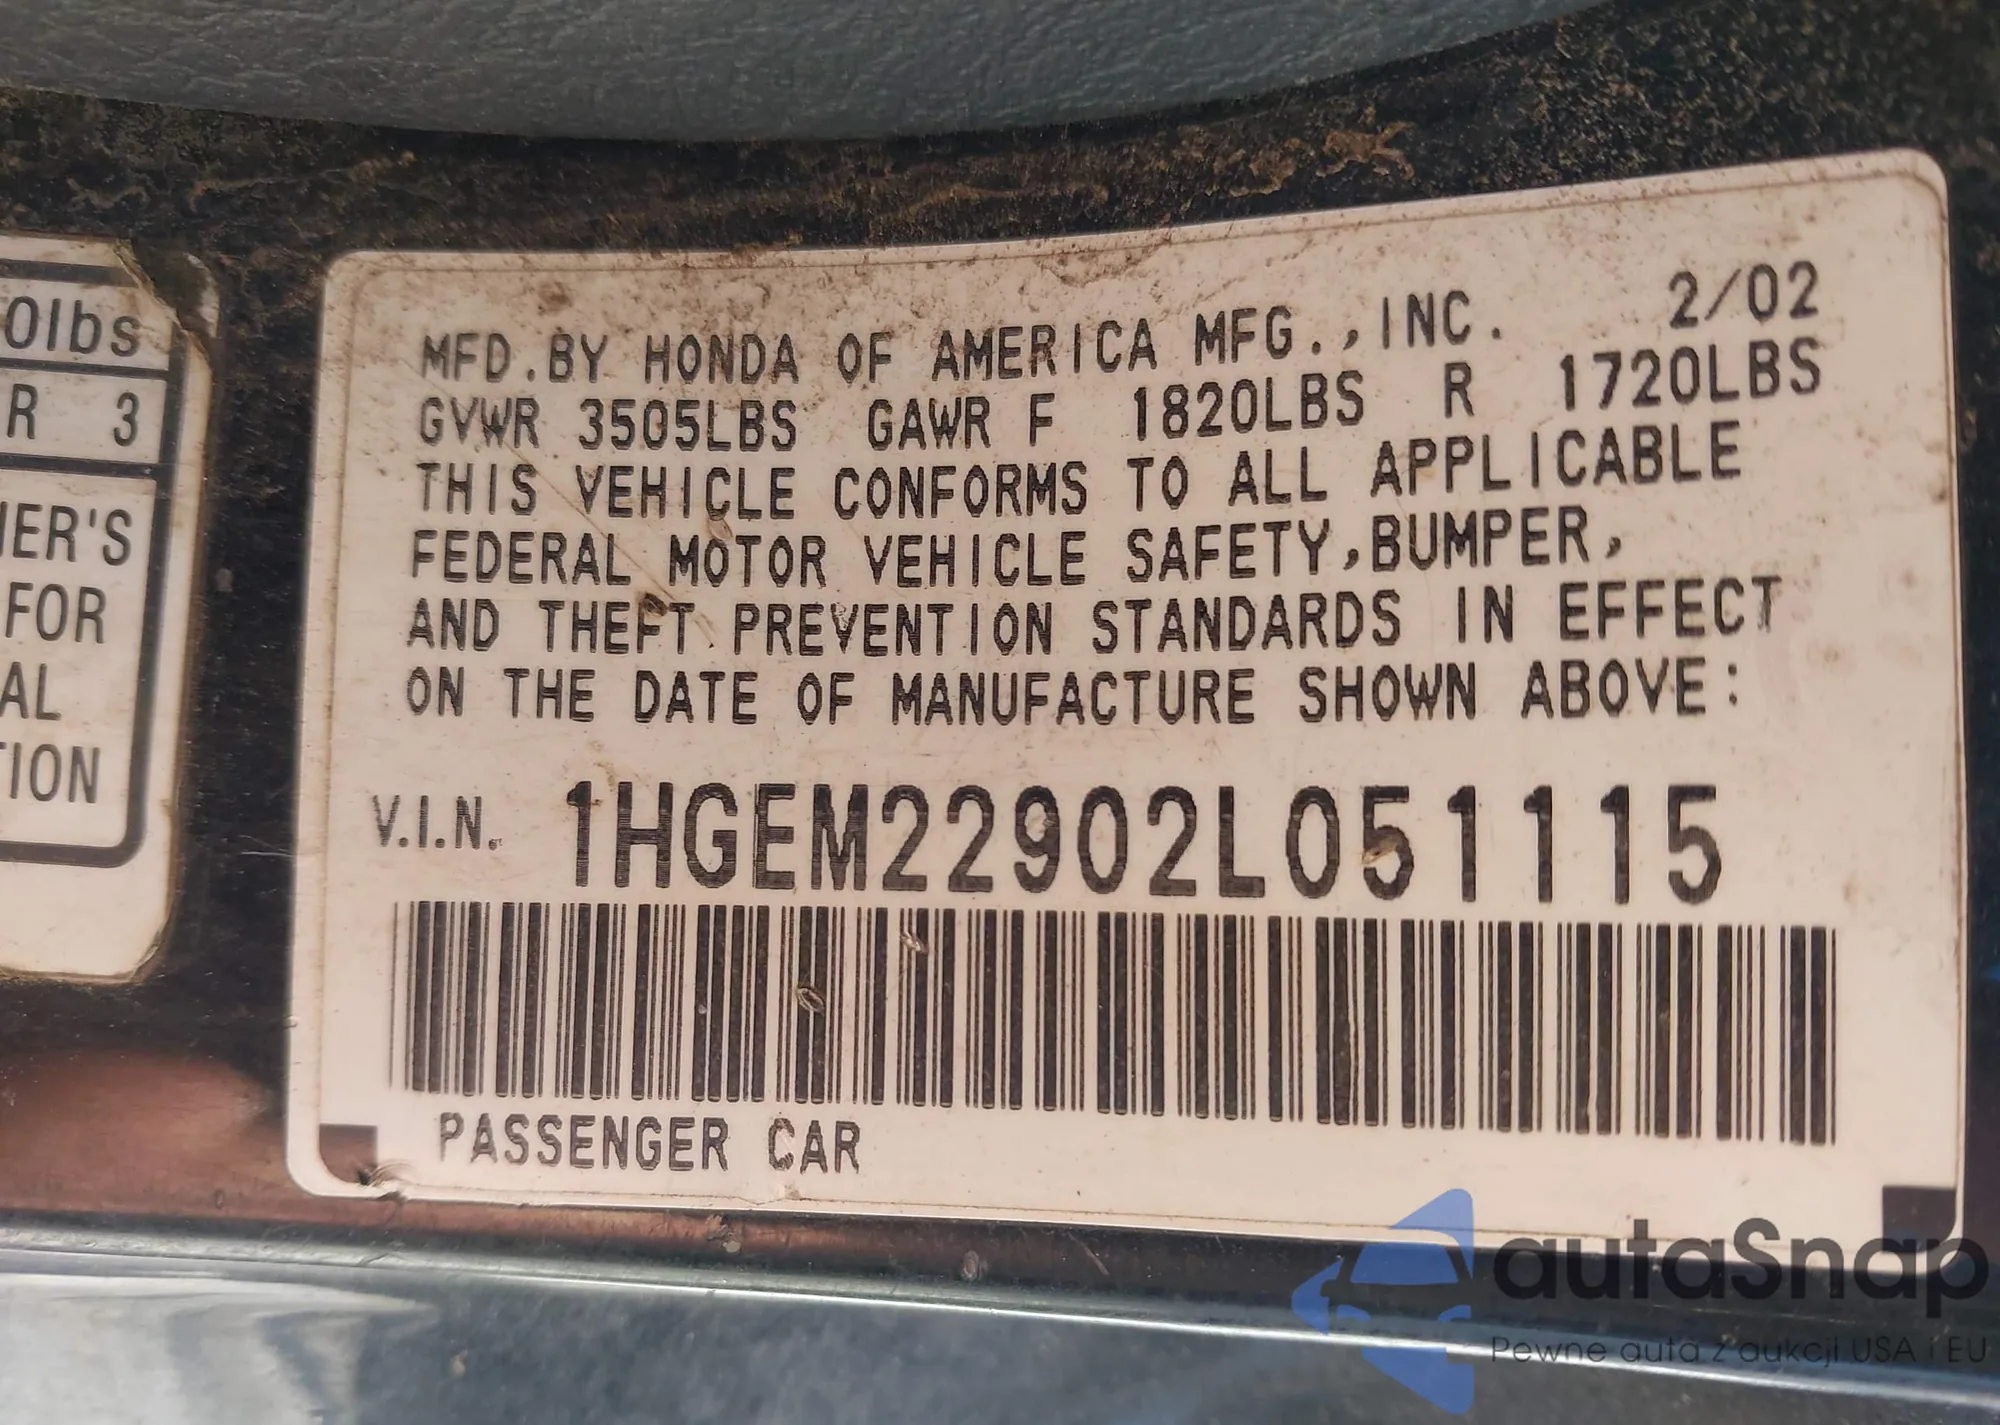 0lbs
R 3
IER'S
FOR
AL
TION
MFD.BY HONDA OF AMERICA MFG.,INC. 2/02
GVWR 3505LBS GAWR F 1820LBS R 1720LBS
THIS VEHICLE CONFORMS TO ALL APPLICABLE
FEDERAL MOTOR VEHICLE SAFETY,BUMPER,
AND THEFT PREVENTION STANDARDS IN EFFECT
ON THE DATE OF MANUFACTURE SHOWN ABOVE:
V.I.N. 1HGEM22902L051115
PASSENGER CAR
autaSnap
Pewne auta z aukcji USA i EU